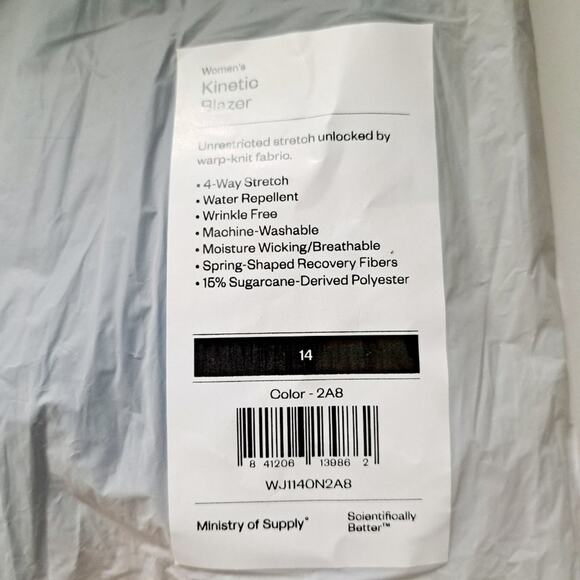 Women's
Kinetic
Blazer
Unrestricted stretch unlocked by
warp-knit fabric.
• 4-Way Stretch
• Water Repellent
• Wrinkle Free
• Machine-Washable
• Moisture Wicking/Breathable
• Spring-Shaped Recovery Fibers
• 15% Sugarcane-Derived Polyester
14
Color - 2A8
8 41206 13986 2
WJ1140N2A8
Ministry of Supply°
Scientifically
Better™